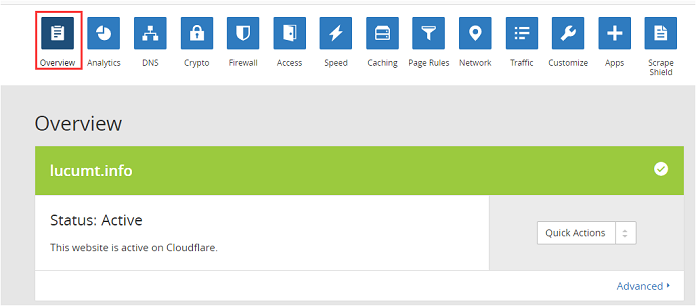 Overview Analytics DNS Crypto Firewall Access Speed Caching Page Rules Network Traffic Customize Apps Scrape Shield
Overview
lucumt.info
Status: Active
Quick Actions
This website is active on Cloudflare.
Advanced